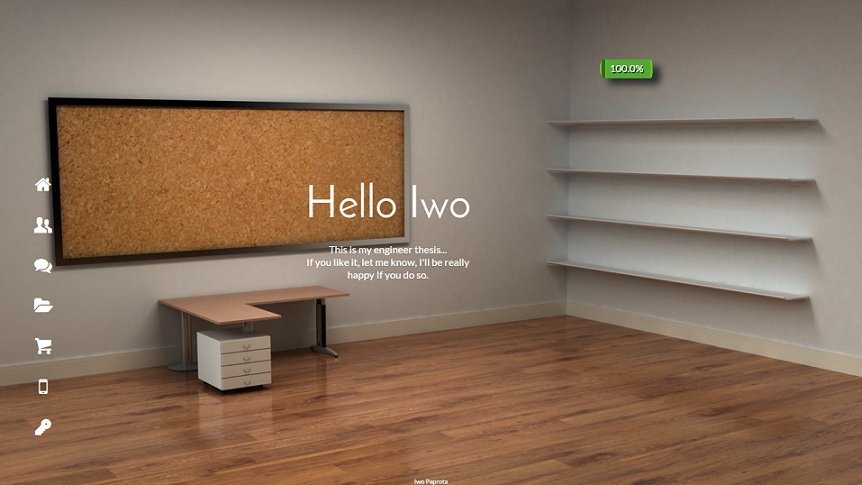 100.0%
Hello Iwo
This is my engineer thesis...
If you like it, let me know, I'll be really
happy if you do so.
Iwo Paprota